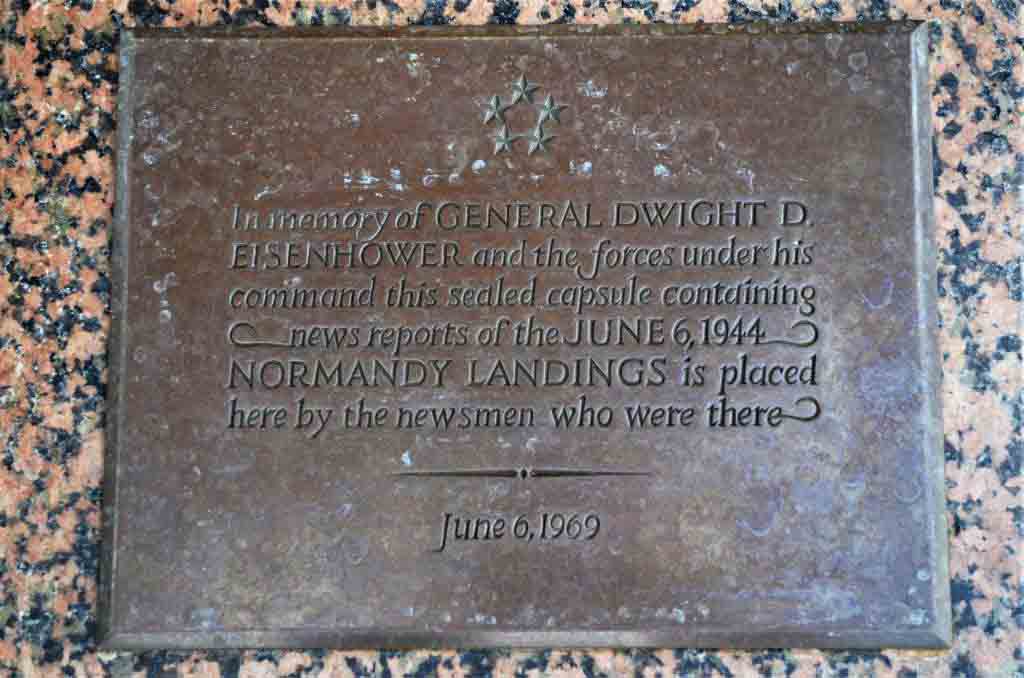 In memory of GENERAL DWIGHT D.
EISENHOWER and the forces under his
command this sealed capsule containing
news reports of the JUNE 6, 1944
NORMANDY LANDINGS is placed
here by the newsmen who were there
June 6, 1969